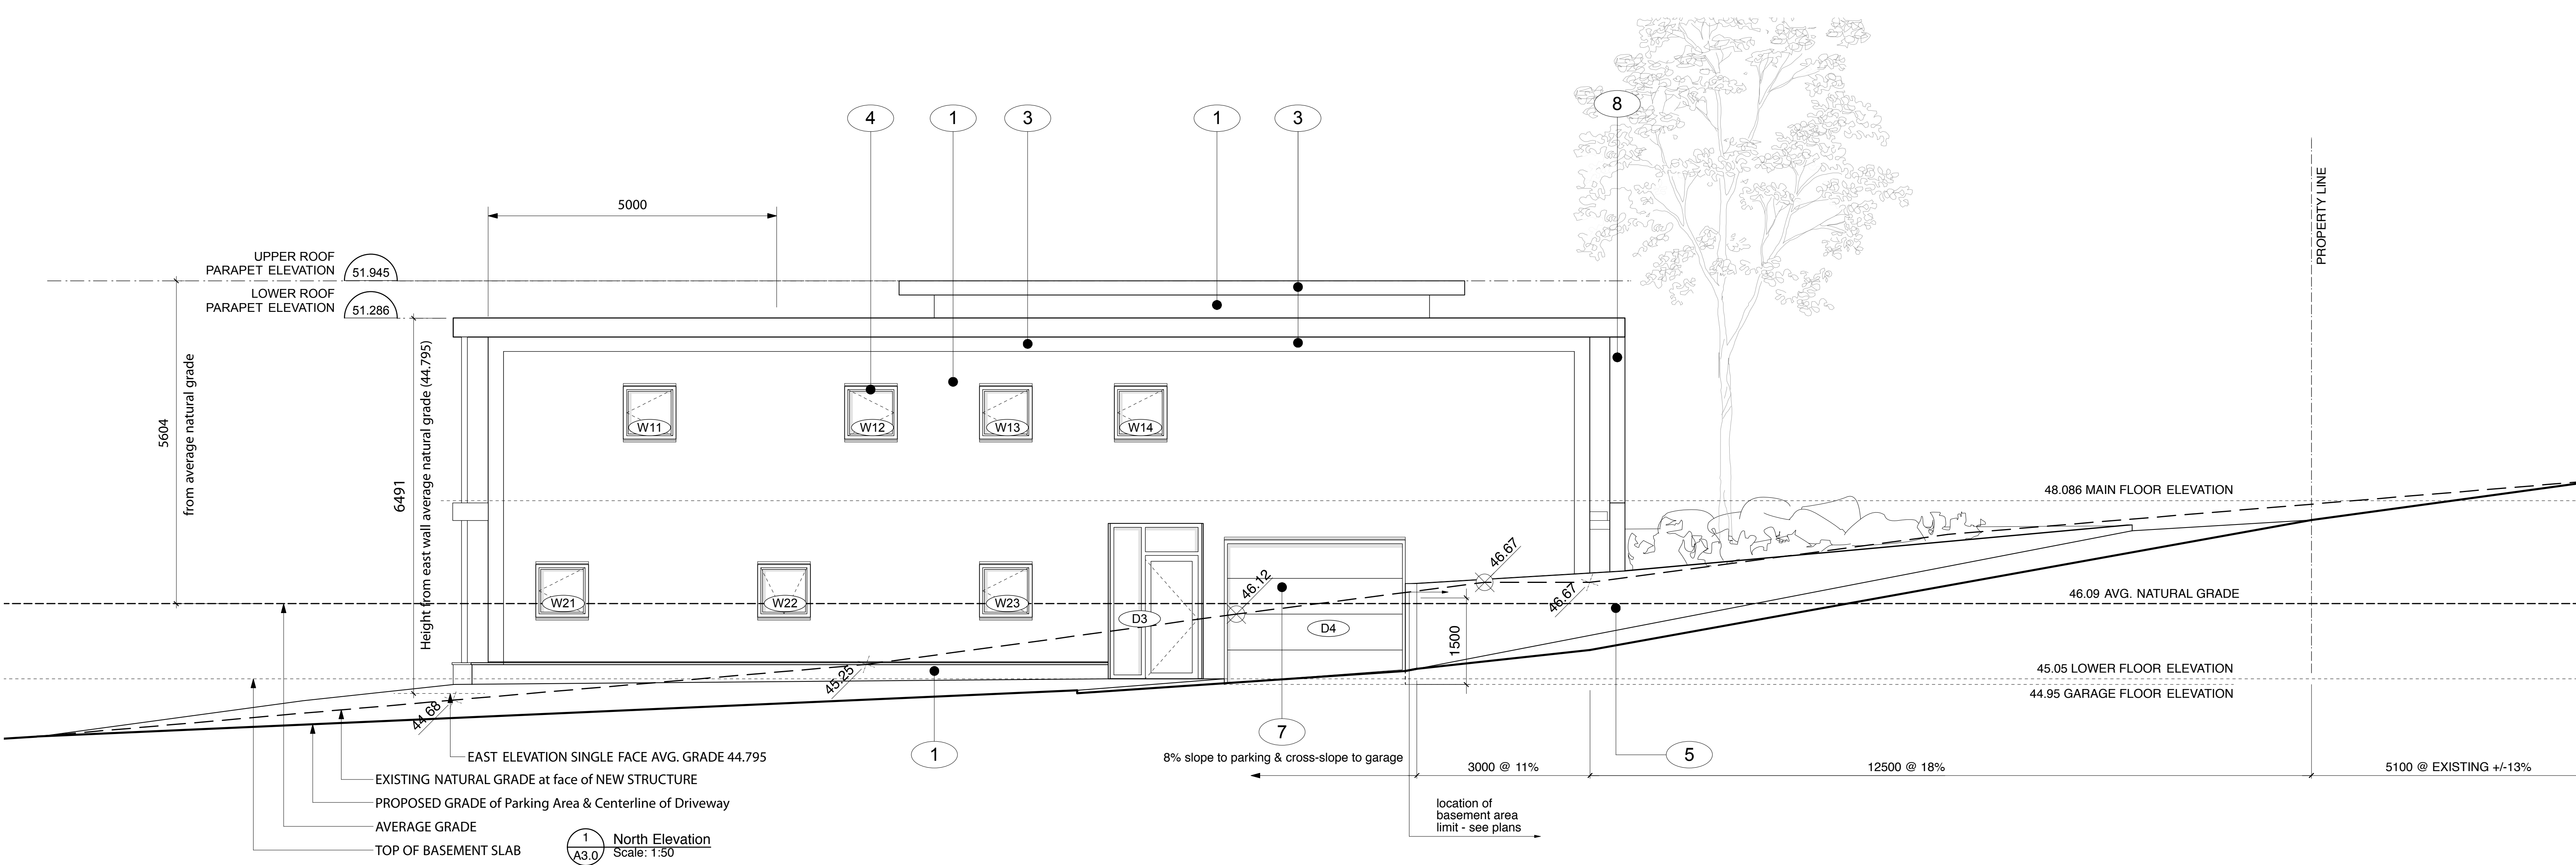 4
1
3
1
3
8
PROPERTY LINE
5000
UPPER ROOF
PARAPET ELEVATION
51.945
LOWER ROOF
PARAPET ELEVATION
51.286
5604
from average natural grade
6491
Height from east wall average natural grade (44.795)
W11
W12
W13
W14
48.086 MAIN FLOOR ELEVATION
W21
W22
W23
D3
D4
46.12
46.67
46.67
46.09 AVG. NATURAL GRADE
1500
45.25
44.68
45.05 LOWER FLOOR ELEVATION
44.95 GARAGE FLOOR ELEVATION
7
1
5
EAST ELEVATION SINGLE FACE AVG. GRADE 44.795
8% slope to parking & cross-slope to garage
3000 @ 11%
12500 @ 18%
5100 @ EXISTING +/-13%
EXISTING NATURAL GRADE at face of NEW STRUCTURE
PROPOSED GRADE of Parking Area & Centerline of Driveway
AVERAGE GRADE
TOP OF BASEMENT SLAB
location of
basement area
limit - see plans
1
A3.0
North Elevation
Scale: 1:50